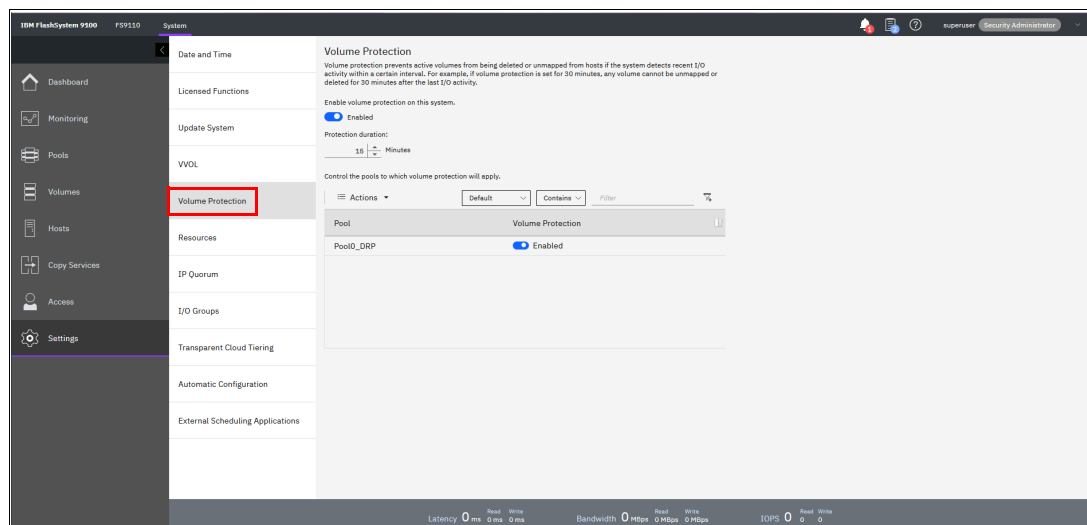 IBM FlashSystem 9100 FS9110 System
1 2 superuser Security Administrator
Dashboard
Monitoring
Pools
Volumes
Hosts
Copy Services
Access
Settings
Date and Time
Licensed Functions
Update System
VVOL
Volume Protection
Resources
IP Quorum
I/O Groups
Transparent Cloud Tiering
Automatic Configuration
External Scheduling Applications
Volume Protection
Volume protection prevents active volumes from being deleted or unmapped from hosts if the system detects recent I/O
activity within a certain interval. For example, if volume protection is set for 30 minutes, any volume cannot be unmapped or
deleted for 30 minutes after the last I/O activity.
Enable volume protection on this system.
Enabled
Protection duration:
15 Minutes
Control the pools to which volume protection will apply.
Actions Default Contains Filter
Pool Volume Protection
Pool0_DRP Enabled
Latency 0 ms Read 0 ms Write 0 ms Bandwidth 0 MBps Read 0 MBps Write 0 MBps IOPS 0 Read 0 Write 0